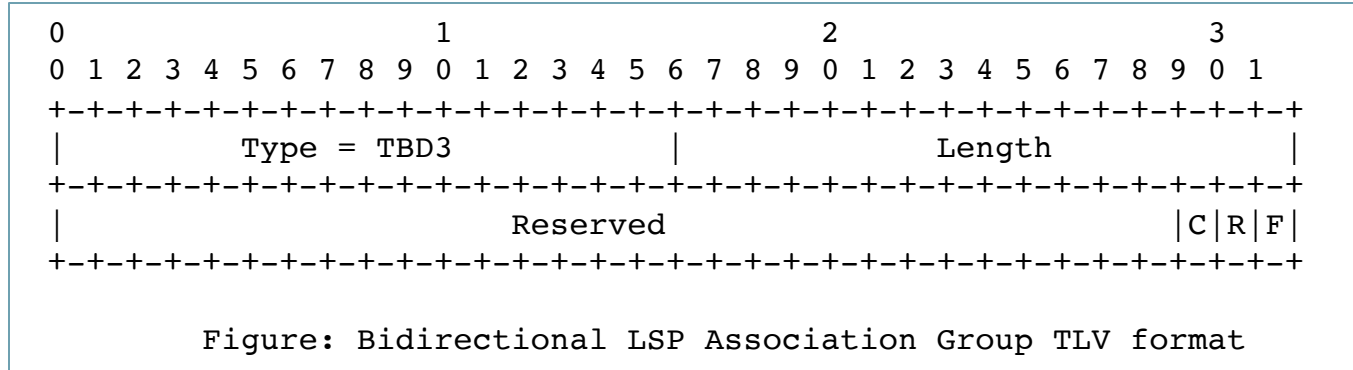 0                   1                   2                   3
0 1 2 3 4 5 6 7 8 9 0 1 2 3 4 5 6 7 8 9 0 1 2 3 4 5 6 7 8 9 0 1
+-+-+-+-+-+-+-+-+-+-+-+-+-+-+-+-+-+-+-+-+-+-+-+-+-+-+-+-+-+-+-+-+
|         Type = TBD3           |             Length            |
+-+-+-+-+-+-+-+-+-+-+-+-+-+-+-+-+-+-+-+-+-+-+-+-+-+-+-+-+-+-+-+-+
|                       Reserved                          |C|R|F|
+-+-+-+-+-+-+-+-+-+-+-+-+-+-+-+-+-+-+-+-+-+-+-+-+-+-+-+-+-+-+-+-+
Figure: Bidirectional LSP Association Group TLV format